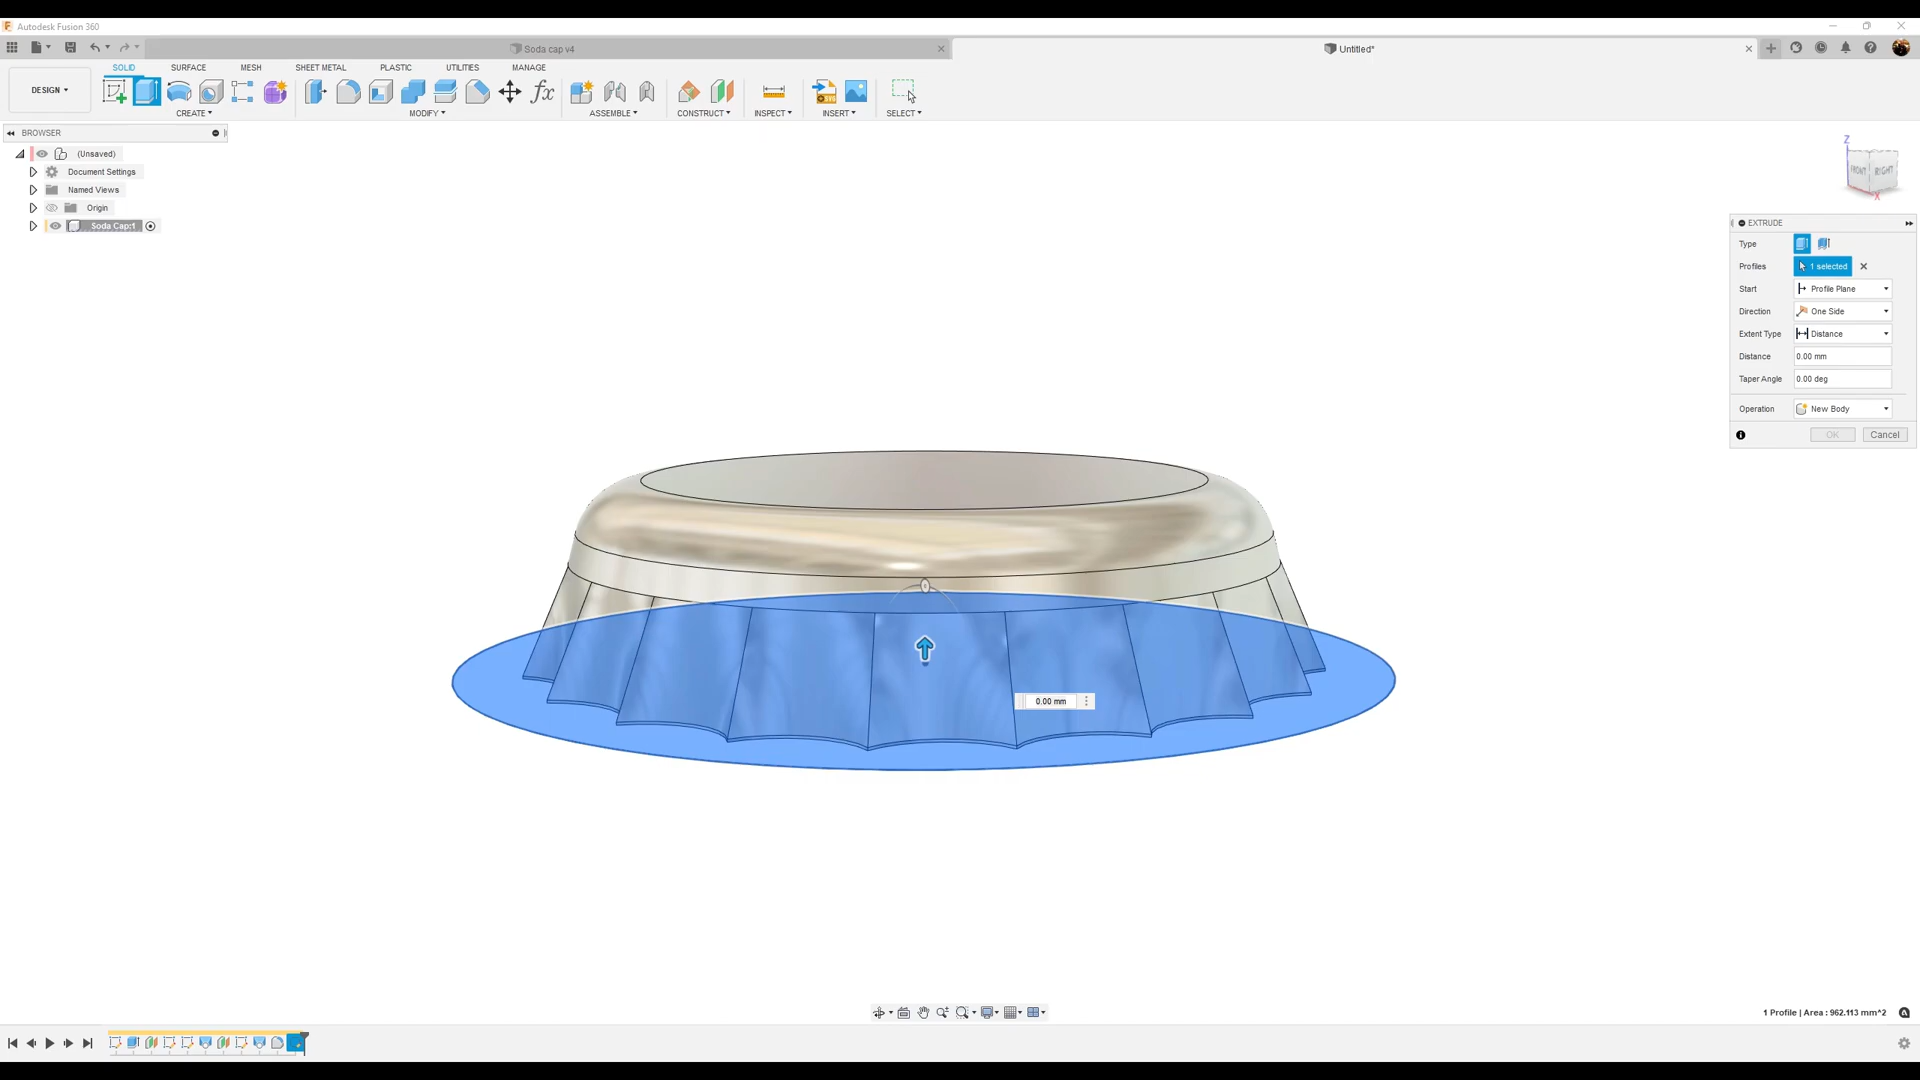 Autodesk Fusion 360
Soda cap v4
Untitled*
DESIGN
SOLID
SURFACE
MESH
SHEET METAL
PLASTIC
UTILITIES
MANAGE
CREATE
MODIFY
ASSEMBLE
CONSTRUCT
INSPECT
INSERT
SELECT
BROWSER
(Unsaved)
Document Settings
Named Views
Origin
Soda Cap:1
Z
FRONT
RIGHT
X
EXTRUDE
Type
Profiles
1 selected
Start
Profile Plane
Direction
One Side
Extent Type
Distance
Distance
0.00 mm
Taper Angle
0.00 deg
Operation
New Body
OK
Cancel
0.00 mm
1 Profile | Area : 962.113 mm^2